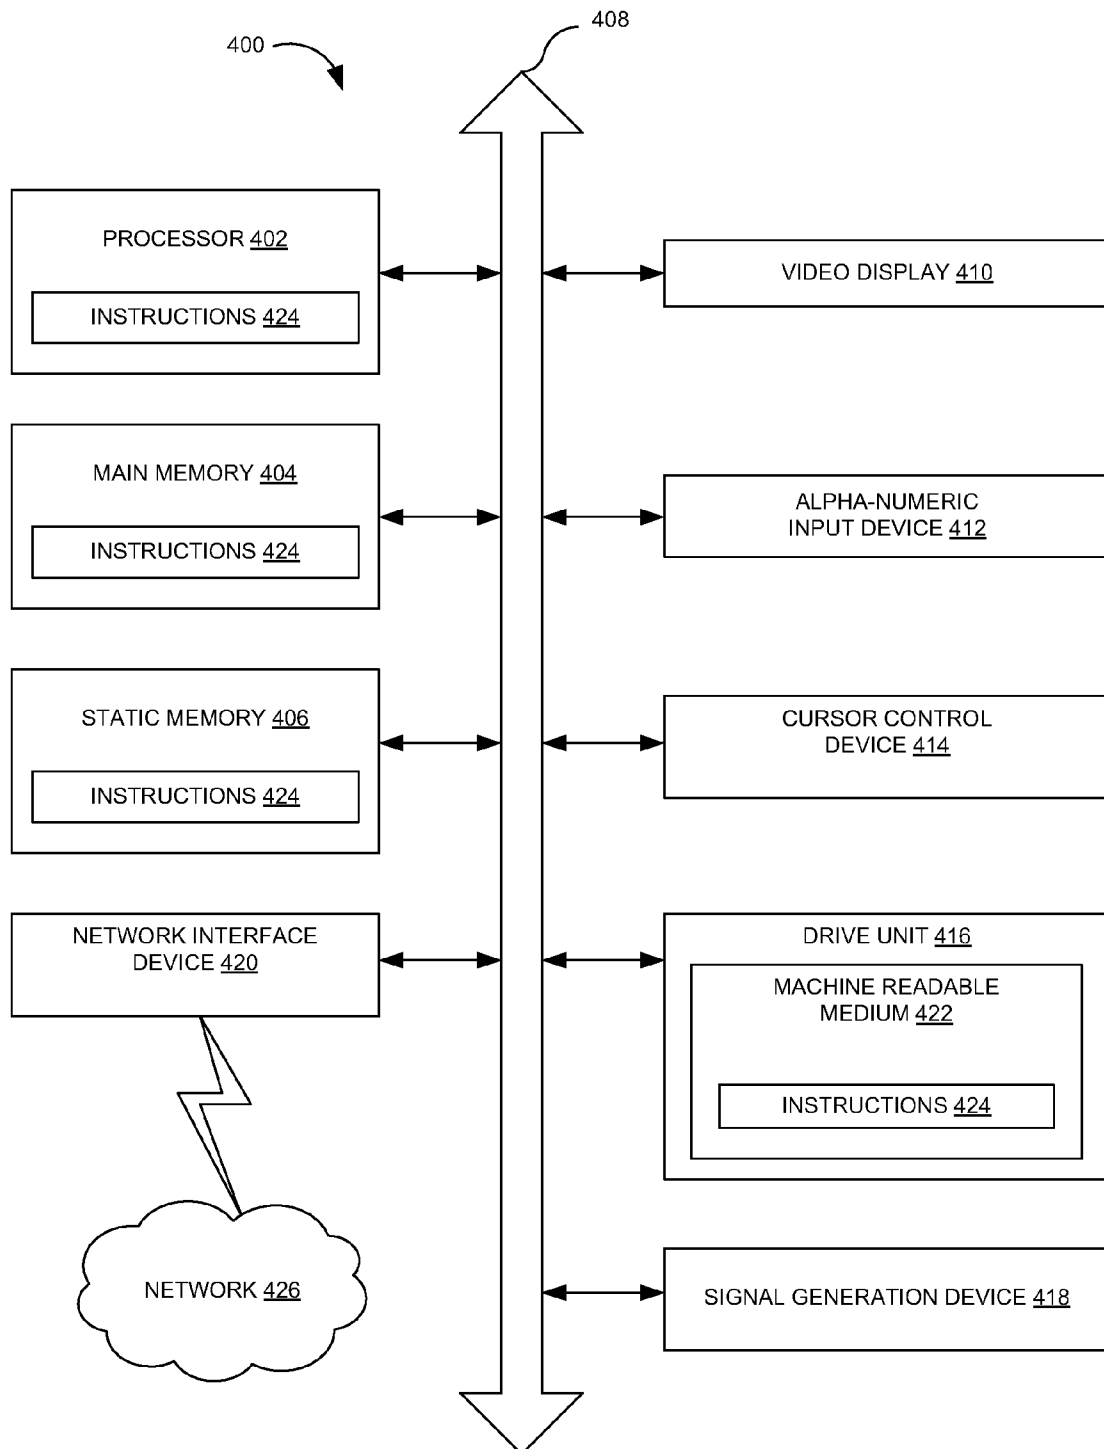 408
400
PROCESSOR 402
INSTRUCTIONS 424
VIDEO DISPLAY 410
MAIN MEMORY 404
INSTRUCTIONS 424
ALPHA-NUMERIC
INPUT DEVICE 412
STATIC MEMORY 406
INSTRUCTIONS 424
CURSOR CONTROL
DEVICE 414
NETWORK INTERFACE
DEVICE 420
DRIVE UNIT 416
MACHINE READABLE
MEDIUM 422
INSTRUCTIONS 424
NETWORK 426
SIGNAL GENERATION DEVICE 418